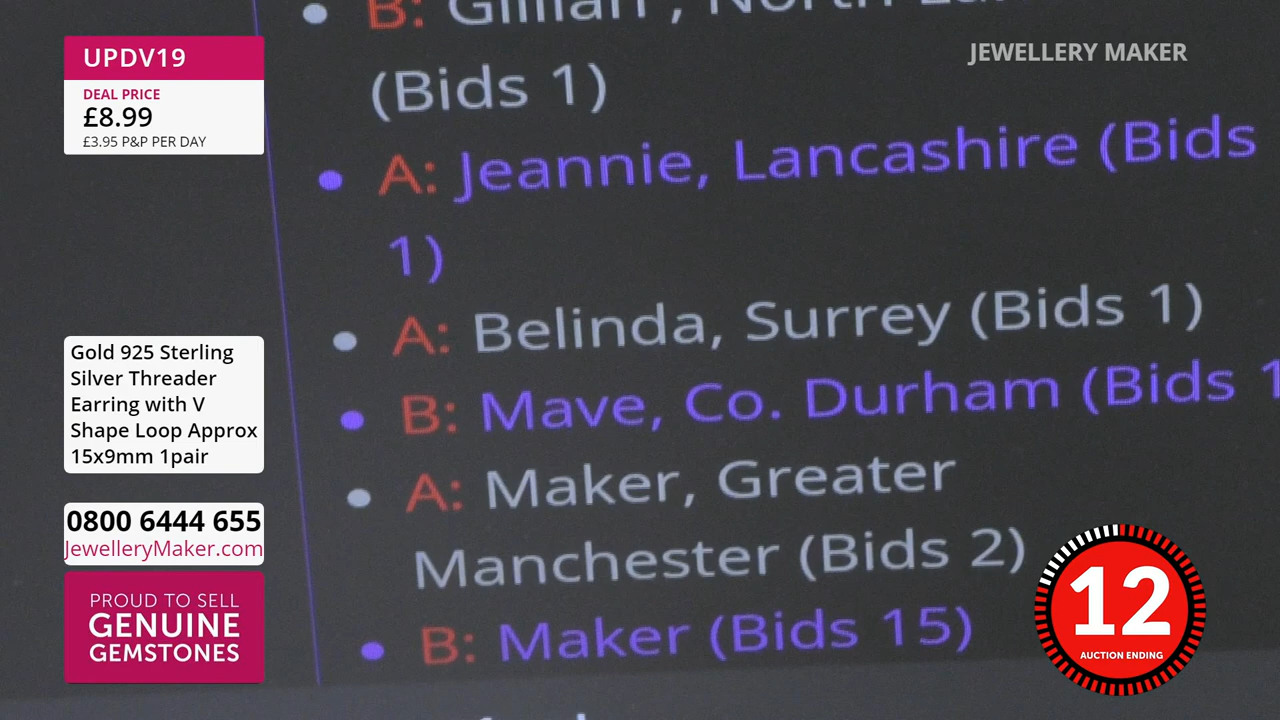 UPDV19
DEAL PRICE
£8.99
£3.95 P&P PER DAY
Gold 925 Sterling
Silver Threader
Earring with V
Shape Loop Approx
15x9mm 1pair
0800 6444 655
JewelleryMaker.com
PROUD TO SELL
GENUINE
GEMSTONES
JEWELLERY MAKER
B: Gillian , North
(Bids 1)
A: Jeannie, Lancashire (Bids
1)
A: Belinda, Surrey (Bids 1)
B: Mave, Co. Durham (Bids 1
A: Maker, Greater
Manchester (Bids 2)
B: Maker (Bids 15)
12
AUCTION ENDING